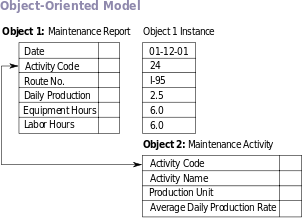 Object-Oriented Model
Object 1: Maintenance Report Object 1 Instance
Date 01-12-01
Activity Code 24
Route No. I-95
Daily Production 2.5
Equipment Hours 6.0
Labor Hours 6.0
Object 2: Maintenance Activity
Activity Code
Activity Name
Production Unit
Average Daily Production Rate